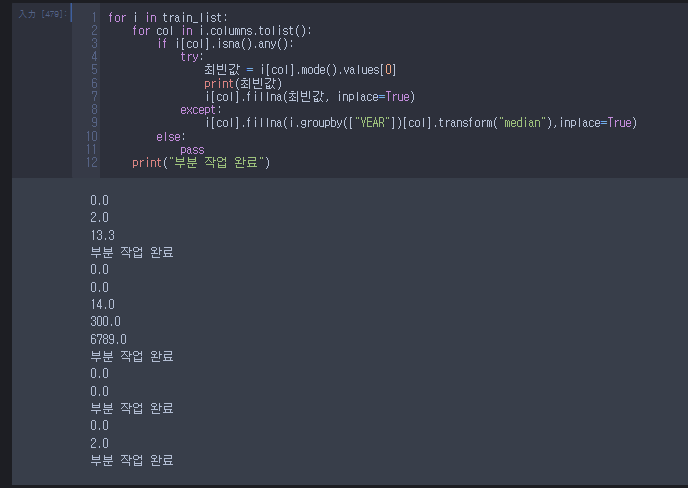 入力 [479]:
1 for i in train_list:
2     for col in i.columns.tolist():
3         if i[col].isna().any():
4             try:
5                 최빈값 = i[col].mode().values[0]
6                 print(최빈값)
7                 i[col].fillna(최빈값, inplace=True)
8             except:
9                 i[col].fillna(i.groupby(["YEAR"])[col].transform("median"),inplace=True)
10         else:
11             pass
12     print("부분 작업 완료")
0.0
2.0
13.3
부분 작업 완료
0.0
0.0
14.0
300.0
6789.0
부분 작업 완료
0.0
0.0
부분 작업 완료
0.0
2.0
부분 작업 완료